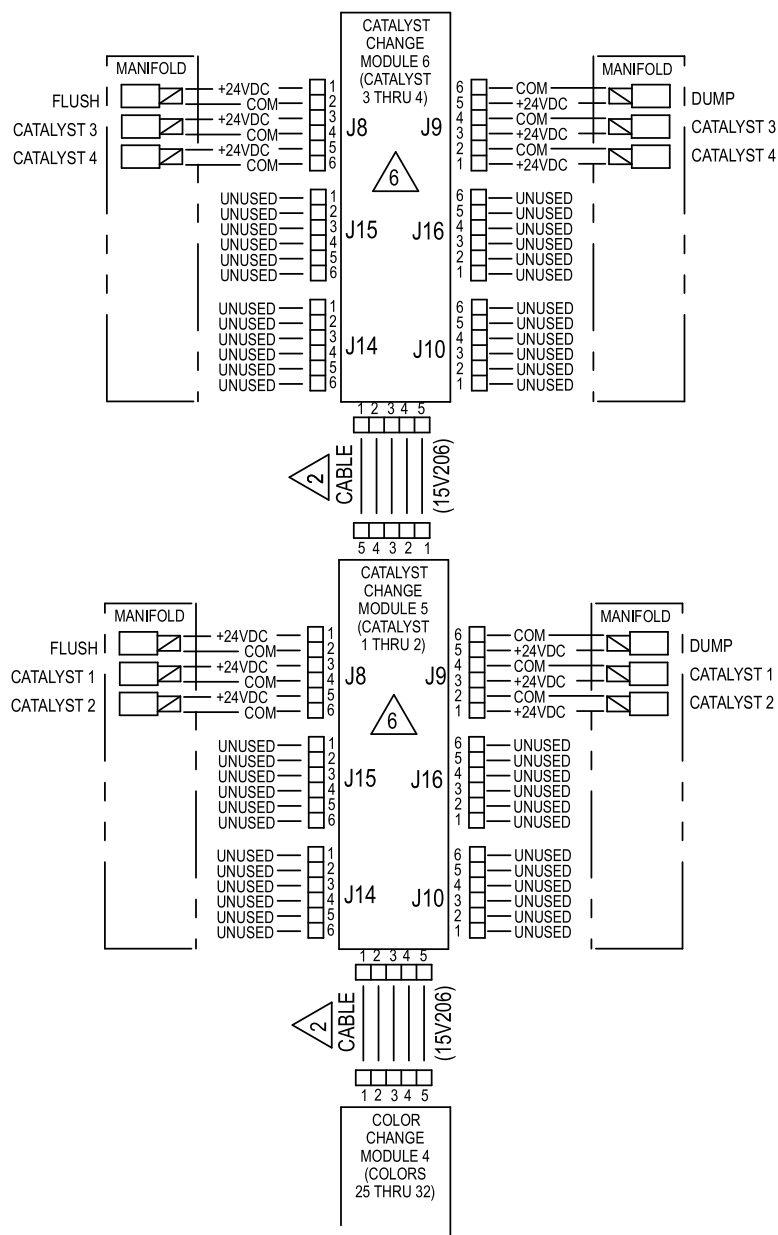 CATALYST
CHANGE
MODULE 6
(CATALYST
3 THRU 4)
MANIFOLD
FLUSH
CATALYST 3
CATALYST 4
+24VDC
COM
+24VDC
COM
+24VDC
COM
1
2
3
4
5
6
J8
J9
6
6
5
4
3
2
1
COM
+24VDC
COM
+24VDC
COM
+24VDC
MANIFOLD
DUMP
CATALYST 3
CATALYST 4
UNUSED 1
UNUSED 2
UNUSED 3
UNUSED 4
UNUSED 5
UNUSED 6
J15
J16
6 UNUSED
5 UNUSED
4 UNUSED
3 UNUSED
2 UNUSED
1 UNUSED
UNUSED 1
UNUSED 2
UNUSED 3
UNUSED 4
UNUSED 5
UNUSED 6
J14
J10
6 UNUSED
5 UNUSED
4 UNUSED
3 UNUSED
2 UNUSED
1 UNUSED
1 2 3 4 5
2
CABLE
(15V206)
5 4 3 2 1
CATALYST
CHANGE
MODULE 5
(CATALYST
1 THRU 2)
MANIFOLD
FLUSH
CATALYST 1
CATALYST 2
+24VDC
COM
+24VDC
COM
+24VDC
COM
1
2
3
4
5
6
J8
J9
6
6
5
4
3
2
1
COM
+24VDC
COM
+24VDC
COM
+24VDC
MANIFOLD
DUMP
CATALYST 1
CATALYST 2
UNUSED 1
UNUSED 2
UNUSED 3
UNUSED 4
UNUSED 5
UNUSED 6
J15
J16
6 UNUSED
5 UNUSED
4 UNUSED
3 UNUSED
2 UNUSED
1 UNUSED
UNUSED 1
UNUSED 2
UNUSED 3
UNUSED 4
UNUSED 5
UNUSED 6
J14
J10
6 UNUSED
5 UNUSED
4 UNUSED
3 UNUSED
2 UNUSED
1 UNUSED
1 2 3 4 5
2
CABLE
(15V206)
1 2 3 4 5
COLOR
CHANGE
MODULE 4
(COLORS
25 THRU 32)